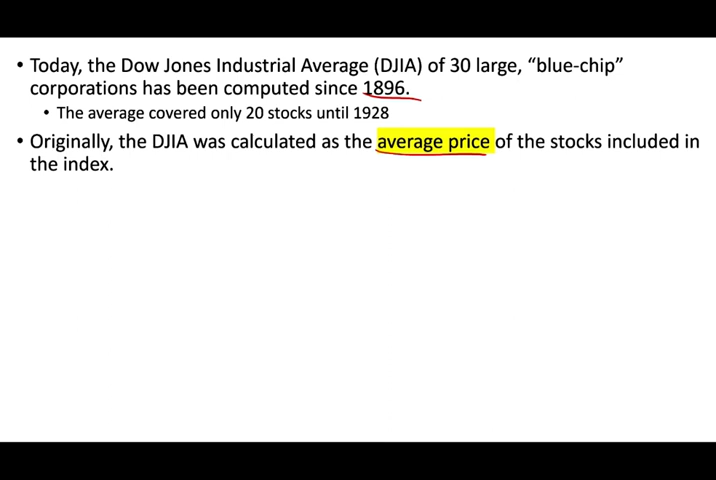 • Today, the Dow Jones Industrial Average (DJIA) of 30 large, “blue-chip”
corporations has been computed since 1896.
• The average covered only 20 stocks until 1928
• Originally, the DJIA was calculated as the average price of the stocks included in
the index.